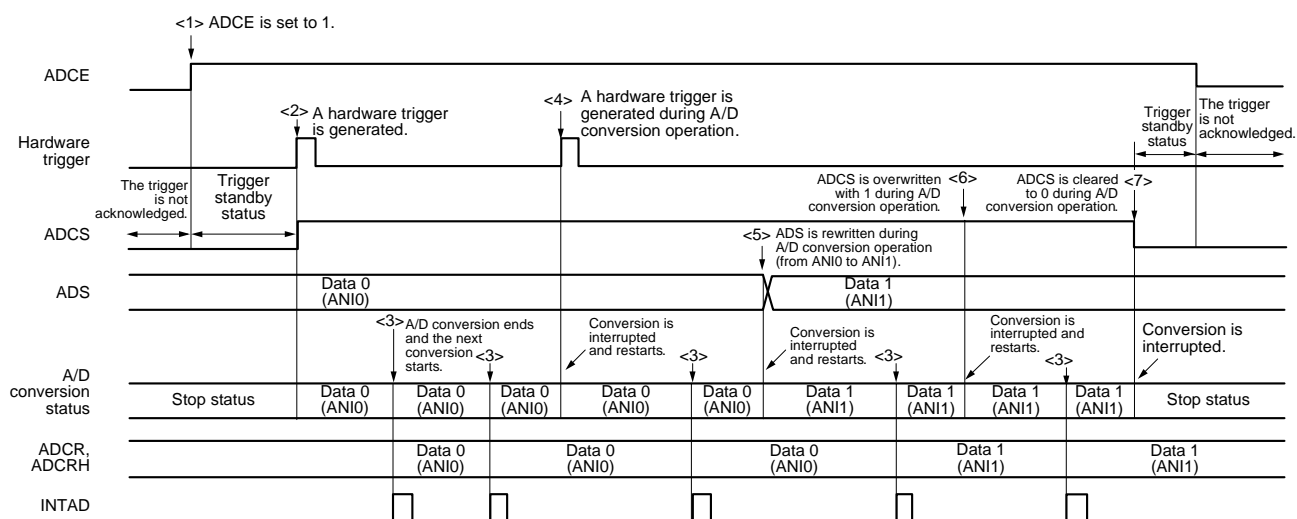 <1> ADCE is set to 1.
ADCE
<2> A hardware trigger
is generated.
<4> A hardware trigger is
generated during A/D
conversion operation.
Trigger
standby
status
The trigger
is not
acknowledged.
Hardware
trigger
The trigger
is not
acknowledged.
Trigger
standby
status
ADCS is overwritten
with 1 during A/D
conversion operation.
<6>
ADCS is cleared
to 0 during A/D
conversion operation.
<7>
ADCS
<5> ADS is rewritten during
A/D conversion operation
(from ANI0 to ANI1).
ADS
Data 0
(ANI0)
Data 1
(ANI1)
<3> A/D conversion ends
and the next
conversion
starts.
<3>
Conversion is
interrupted
and restarts.
<3>
Conversion is
interrupted
and restarts.
<3>
Conversion is
interrupted and
restarts.
<3>
Conversion is
interrupted.
A/D
conversion
status
Stop status
Data 0
(ANI0)
Data 0
(ANI0)
Data 0
(ANI0)
Data 0
(ANI0)
Data 0
(ANI0)
Data 1
(ANI1)
Data 1
(ANI1)
Data 1
(ANI1)
Data 1
(ANI1)
Stop status
ADCR,
ADCRH
Data 0
(ANI0)
Data 0
(ANI0)
Data 0
(ANI0)
Data 1
(ANI1)
Data 1
(ANI1)
INTAD